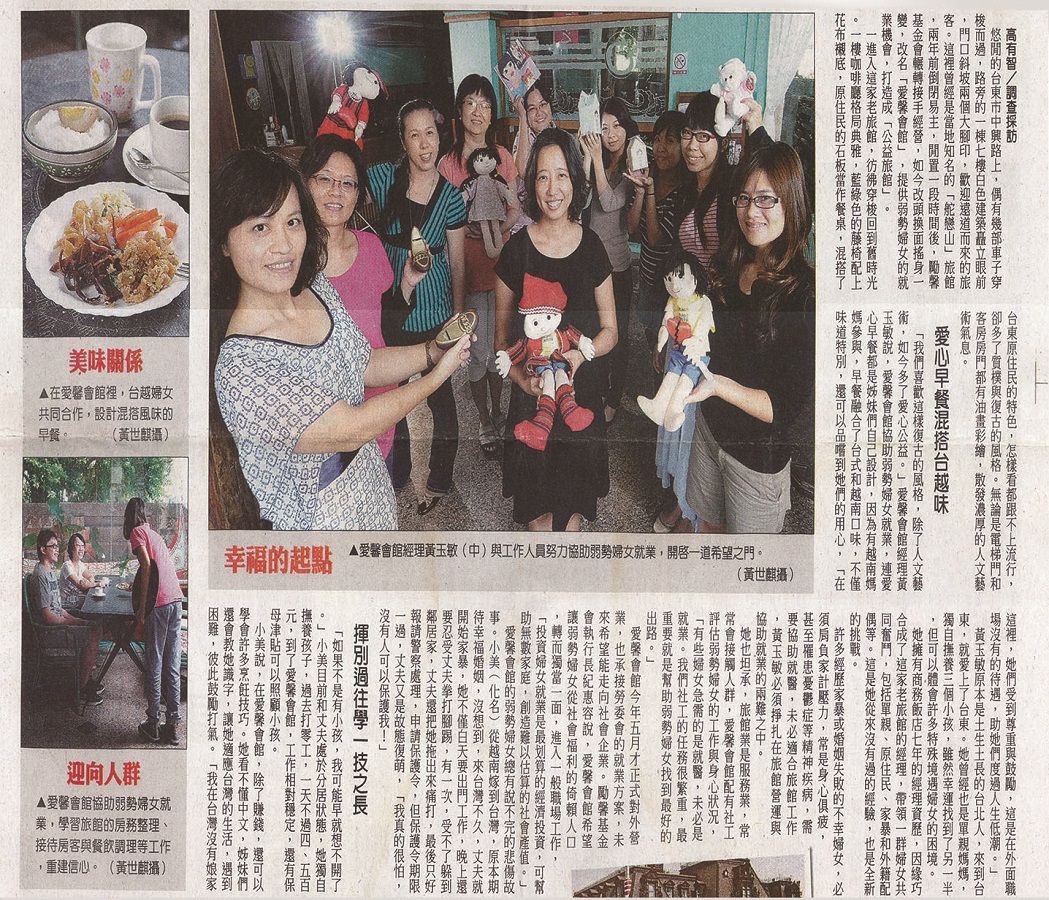 高有智／調查採訪
悠閒的台東市中興路上，偶有幾部車子穿
梭而過，路旁的一棟七樓白色建築矗立眼前
，門口斜坡兩個大腳印，歡迎遠道而來的旅
客。這裡曾經是當地知名的「舵戀山」旅館
，兩年前倒閉易主，閒置一段時間後，勵馨
基金會輾轉接手經營，如今改頭換面搖身一
變，改名「愛馨會館」，提供弱勢婦女的就
業機會，打造成「公益旅館」。
一進入這家老旅館，彷彿穿梭回到舊時光
。一樓咖啡廳格局典雅，藍綠色的藤椅配上
花布襯底，原住民的石板當作餐桌，混搭了
台東原住民的特色，怎樣看都跟不上流行，
卻多了質樸與復古的風格。無論是電梯門和
客房房門都有油畫彩繪，散發濃厚的人文藝
術氣息。
愛心早餐混搭台越味
「我們喜歡這樣復古的風格，除了人文藝
術，如今多了愛心公益。」愛馨會館經理黃
玉敏說，愛馨會館協助弱勢婦女就業，連愛
心早餐都是姊妹們自己設計，因為有越南媽
媽參與，早餐融合了台式和越南口味，不僅
味道特別，還可以品嚐到她們的用心，「在
這裡，她們受到尊重與鼓勵，這是在外面職
場沒有的待遇，助她們度過人生低潮。」
黃玉敏原本是土生土長的台北人，來到台
東，就愛上了台東。她曾經也是單親媽媽，
獨自撫養三個小孩，雖然幸運找到了另一半
，但可以體會許多特殊境遇婦女的困境。
她擁有商務飯店七年的經理資歷，因緣巧
合成了這家老旅館的經理，帶領一群婦女共
同奮鬥，包括單親、原住民、家暴和外籍配
偶等。這是她從來沒有過的經驗，也是全新
的挑戰。
許多經歷家暴或婚姻失敗的不幸婦女，必
須肩負家計壓力，常是身心俱疲，
甚至罹患憂鬱症等精神疾病，需
要協助就醫，未必適合旅館工作
，黃玉敏必須掙扎在旅館營運與
協助就業的兩難之中。
她也坦承，旅館業是服務業，常
常會接觸人群，愛馨會館配有社工
評估弱勢婦女的工作與身心狀況，
「有些婦女急需的是就醫，未必是
就業。我們社工的任務很繁重，最
主要就是幫助弱勢婦女找到最好的
出路。」
愛馨會館今年五月才正式對外營
業，也承接勞委會的就業方案，未
來希望能走向社會企業。勵馨基金
會執行長紀惠容說，愛馨會館希望
讓弱勢婦女從社會福利的倚賴人口
，轉而獨當一面，進入一般職場工作，
「投資婦女就業是最划算的經濟投資，可幫
助無數家庭，創造難以估算的社會產值。」
愛馨會館的弱勢婦女總有說不完的悲傷故
事。小美（化名）從越南嫁到台灣，原本期
待幸福婚姻，沒想到，來台灣不久，丈夫就
開始家暴，她不僅白天要出門工作，晚上還
要忍受丈夫拳打腳踢，有一次，受不了躲到
鄰居家，丈夫還把她拖出來痛打，最後只好
報請警察處理，申請保護令，但保護令期限
一過，丈夫又是故態復萌，「我真的很怕，
沒有人可以保護我！」
揮別過往學一技之長
「如果不是有小孩，我可能早就想不開了
。」小美目前和丈夫處於分居狀態，她獨自
撫養孩子，過去打零工，一天不過四、五百
元，到了愛馨會館，工作相對穩定，還有保
母津貼可以照顧小孩。
小美說，在愛馨會館，除了賺錢，還可以
學會許多烹飪技巧。她看不懂中文，姊妹們
還會教她識字，讓她適應台灣的生活，遇到
困難，彼此鼓勵打氣。「我在台灣沒有娘家
美味關係
▲在愛馨會館裡，台越婦女
共同合作，設計混搭風味的
早餐。　（黃世麒攝）
幸福的起點
▲愛馨會館經理黃玉敏（中）與工作人員努力協助弱勢婦女就業，開啓一道希望之門。
（黃世麒攝）
迎向人群
▲愛馨會館協助弱勢婦女就
業，學習旅館的房務整理、
接待房客與餐飲調理等工作
，重建信心。（黃世麒攝）